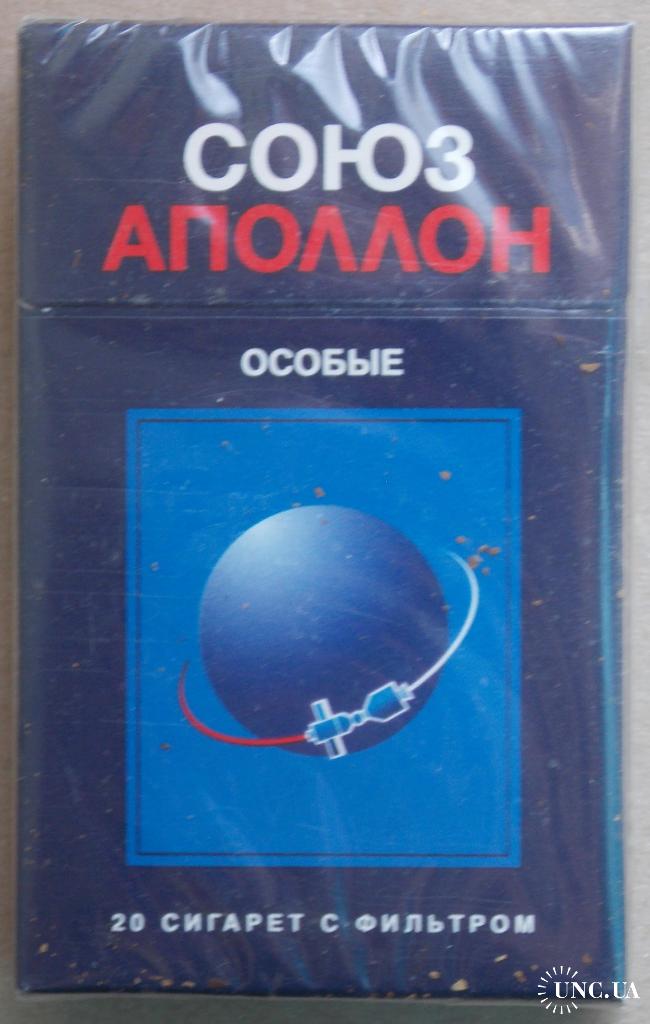 СОЮЗ
АПОЛЛОН
ОСОБЫЕ
20 СИГАРЕТ С ФИЛЬТРОМ
UNC.UA